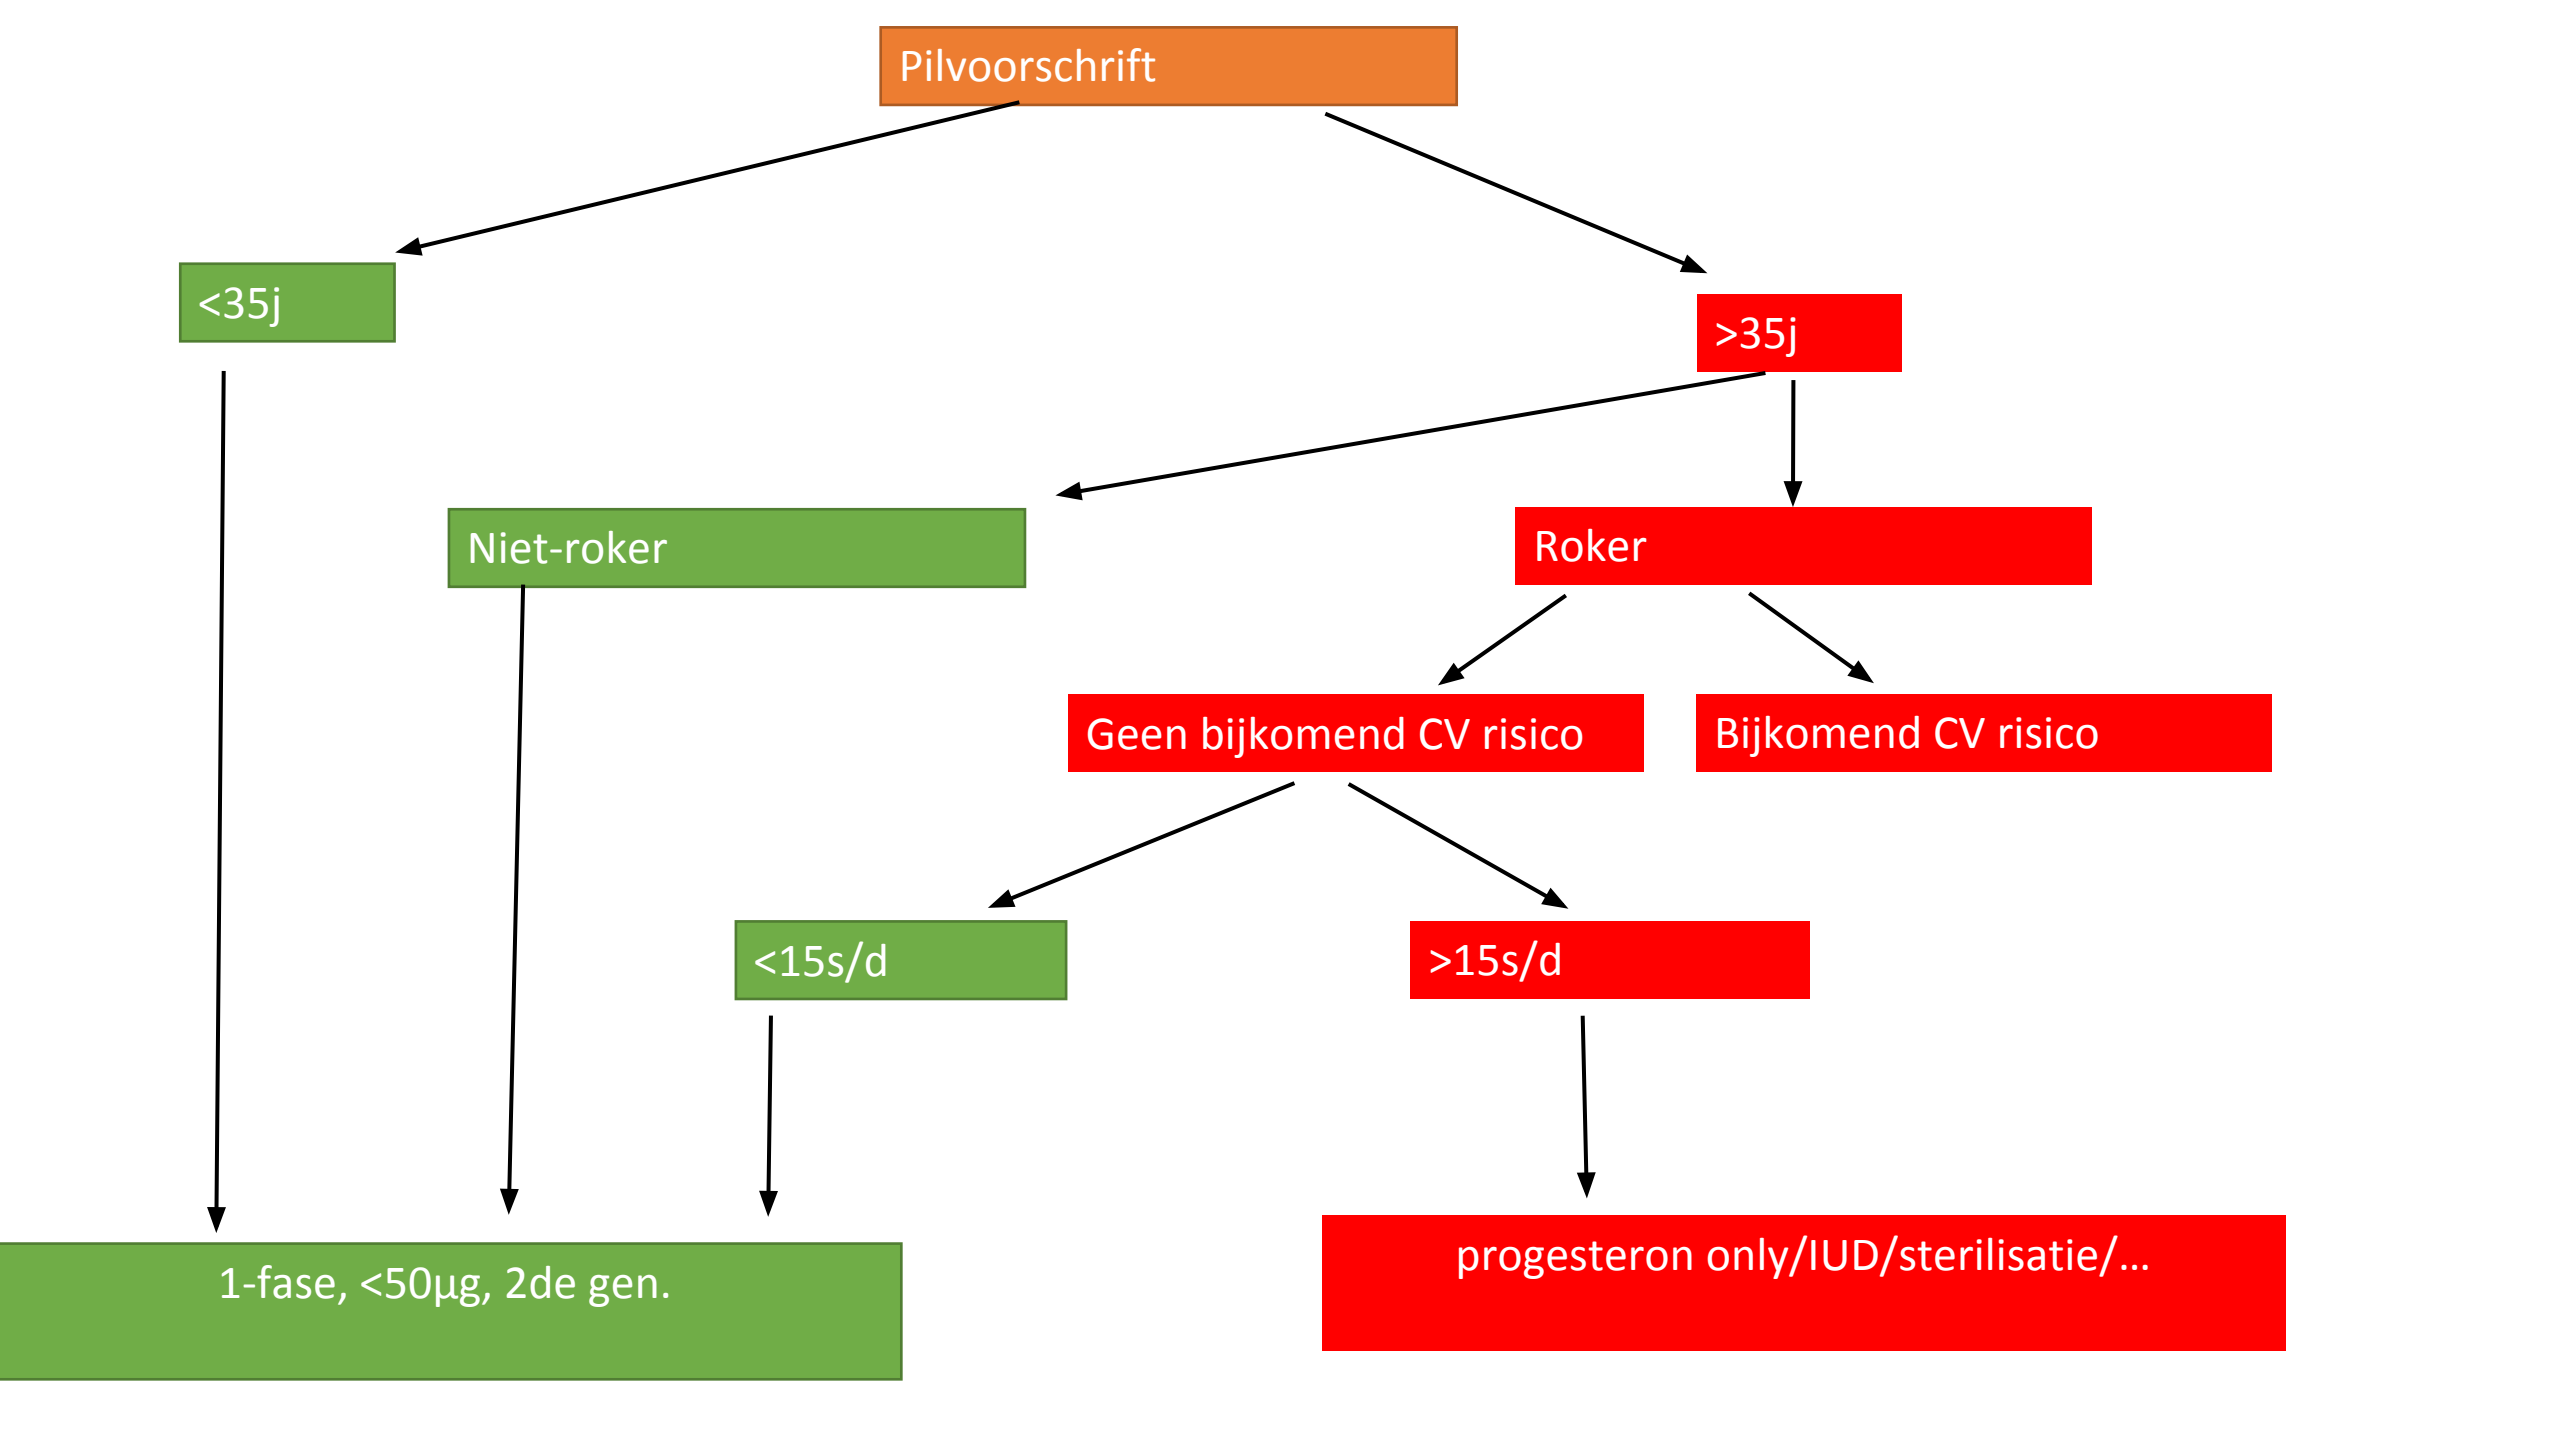 Pilvoorschrift
<35j
>35j
Niet-roker
Roker
Geen bijkomend CV risico
Bijkomend CV risico
<15s/d
>15s/d
1-fase, <50µg, 2de gen.
progesteron only/IUD/sterilisatie/…